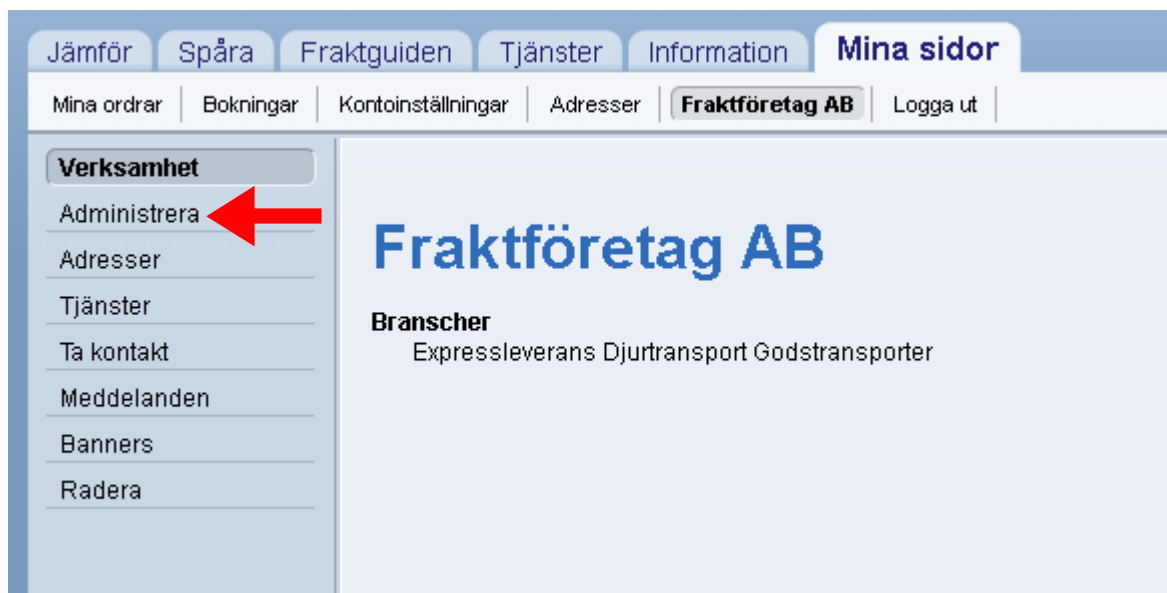 Jämför Spåra Fraktguiden Tjänster Information Mina sidor
Mina ordrar Bokningar Kontoinställningar Adresser Fraktföretag AB Logga ut
Verksamhet
Administrera
Adresser
Tjänster
Ta kontakt
Meddelanden
Banners
Radera
Fraktföretag AB
Branscher
Expressleverans Djurtransport Godstransporter